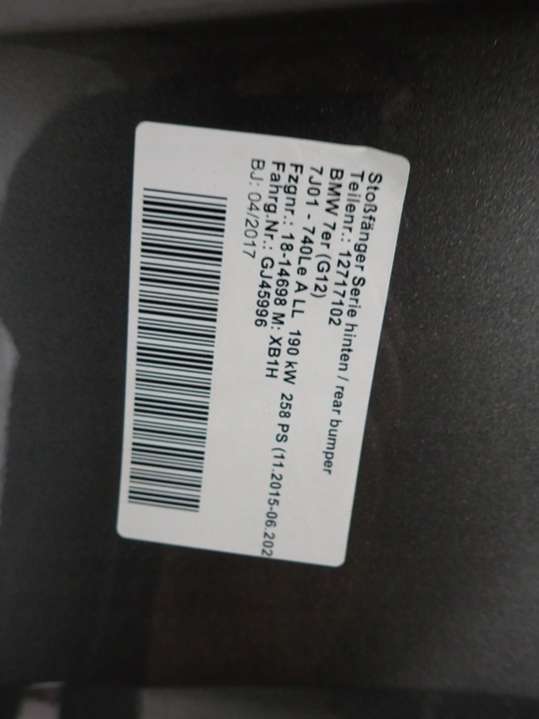 Stoßfänger Serie hinten / rear bumper
Teilenr.: 12717102
BMW 7er (G12)
7J01 - 740Le A LL 190 kW 258 PS (11.2015-06.202
Fzgnr.: 18-14698 M: XB1H
Fahrg.Nr.: GJ45996
BJ: 04/2017